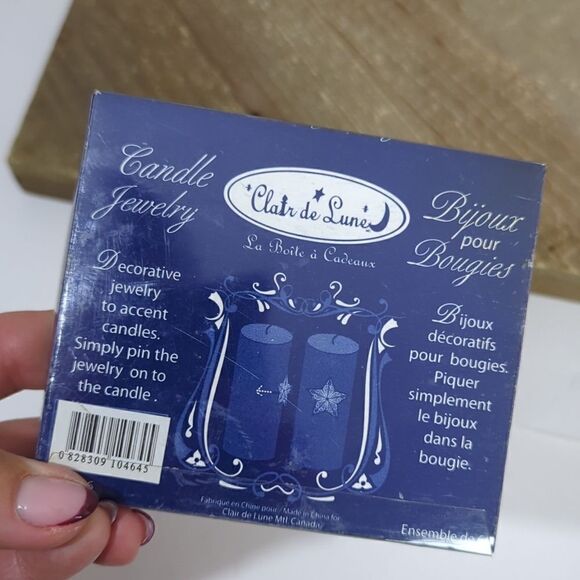 Candle
Jewelry
Clair de Lune
La Boîte à Cadeaux
Bijoux
pour
Bougies
Decorative
jewelry
to accent
candles.
Simply pin the
jewelry on to
the candle.
Bijoux
décoratifs
pour bougies.
Piquer
simplement
le bijoux
dans la
bougie.
0 828309 104645
Fabriqué en Chine pour / Made in China for
Clair de Lune Mtl. Canada
Ensemble de